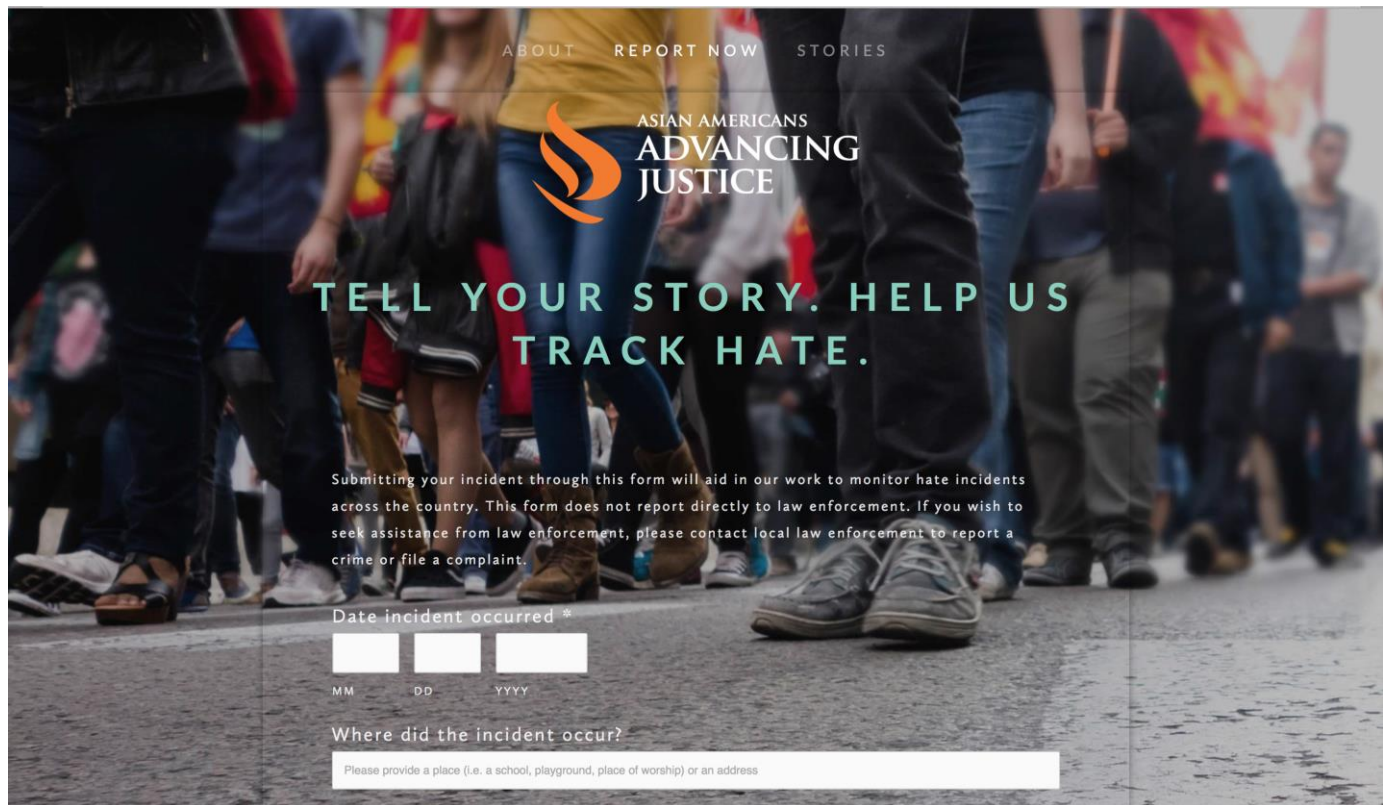 ABOUT REPORT NOW STORIES
ASIAN AMERICANS
ADVANCING
JUSTICE
TELL YOUR STORY. HELP US
TRACK HATE.
Submitting your incident through this form will aid in our work to monitor hate incidents
across the country. This form does not report directly to law enforcement. If you wish to
seek assistance from law enforcement, please contact local law enforcement to report a
crime or file a complaint.
Date incident occurred *
MM DD YYYY
Where did the incident occur?
Please provide a place (i.e. a school, playground, place of worship) or an address